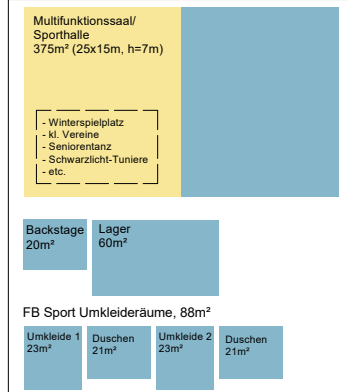 Multifunktionssaal/
Sporthalle
375m² (25x15m, h=7m)
- Winterspielplatz
- kl. Vereine
- Seniorentanz
- Schwarzlicht-Tuniere
- etc.
Backstage
20m²
Lager
60m²
FB Sport Umkleideräume, 88m²
Umkleide 1
23m²
Duschen
21m²
Umkleide 2
23m²
Duschen
21m²